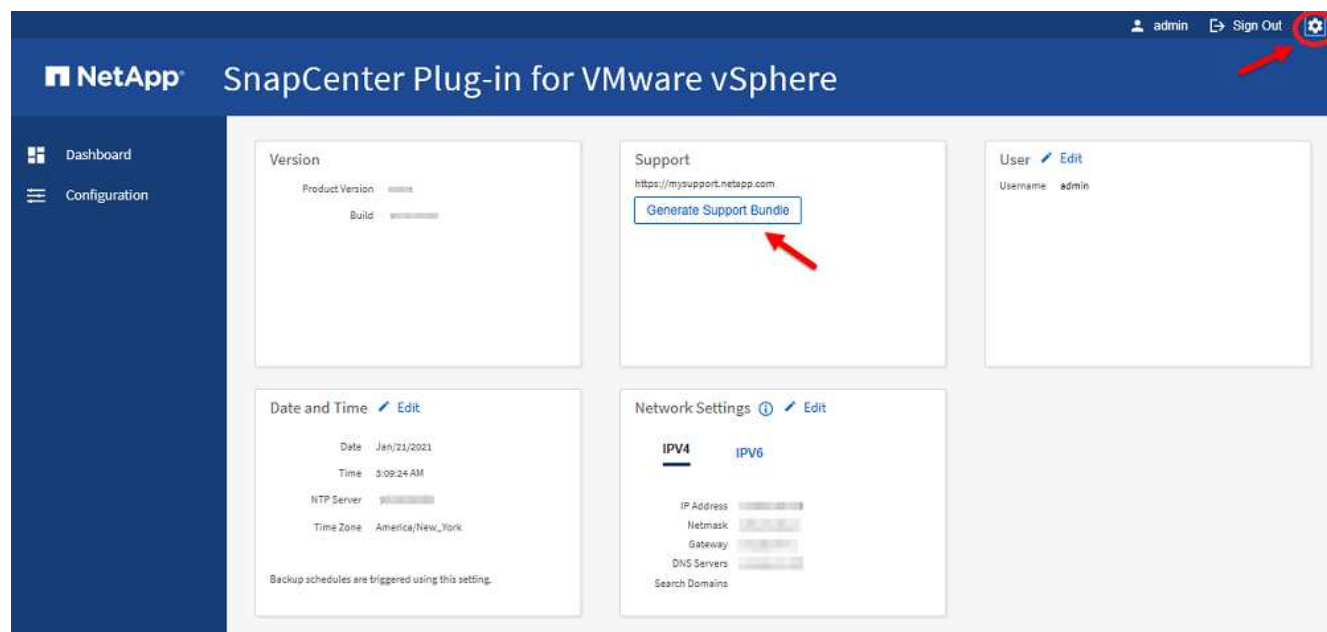 admin Sign Out
NetApp SnapCenter Plug-in for VMware vSphere
Dashboard
Configuration
Version
Product Version
Build
Support
https://mysupport.netapp.com
Generate Support Bundle
User Edit
Username admin
Date and Time Edit
Date Jan/21/2021
Time 3:09:24 AM
NTP Server
Time Zone America/New_York
Backup schedules are triggered using this setting.
Network Settings Edit
IPV4 IPV6
IP Address
Netmask
Gateway
DNS Servers
Search Domains